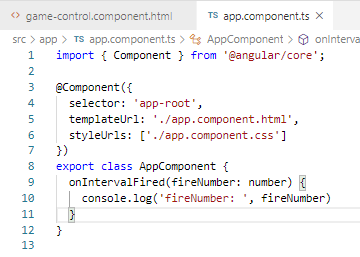 game-control.component.html
app.component.ts
src > app > app.component.ts > AppComponent > onInterva
1 import { Component } from '@angular/core';
2
3 @Component({
4 selector: 'app-root',
5 templateUrl: './app.component.html',
6 styleUrls: ['./app.component.css']
7 })
8 export class AppComponent {
9 onIntervalFired(fireNumber: number) {
10 console.log('fireNumber: ', fireNumber)
11 }
12 }
13